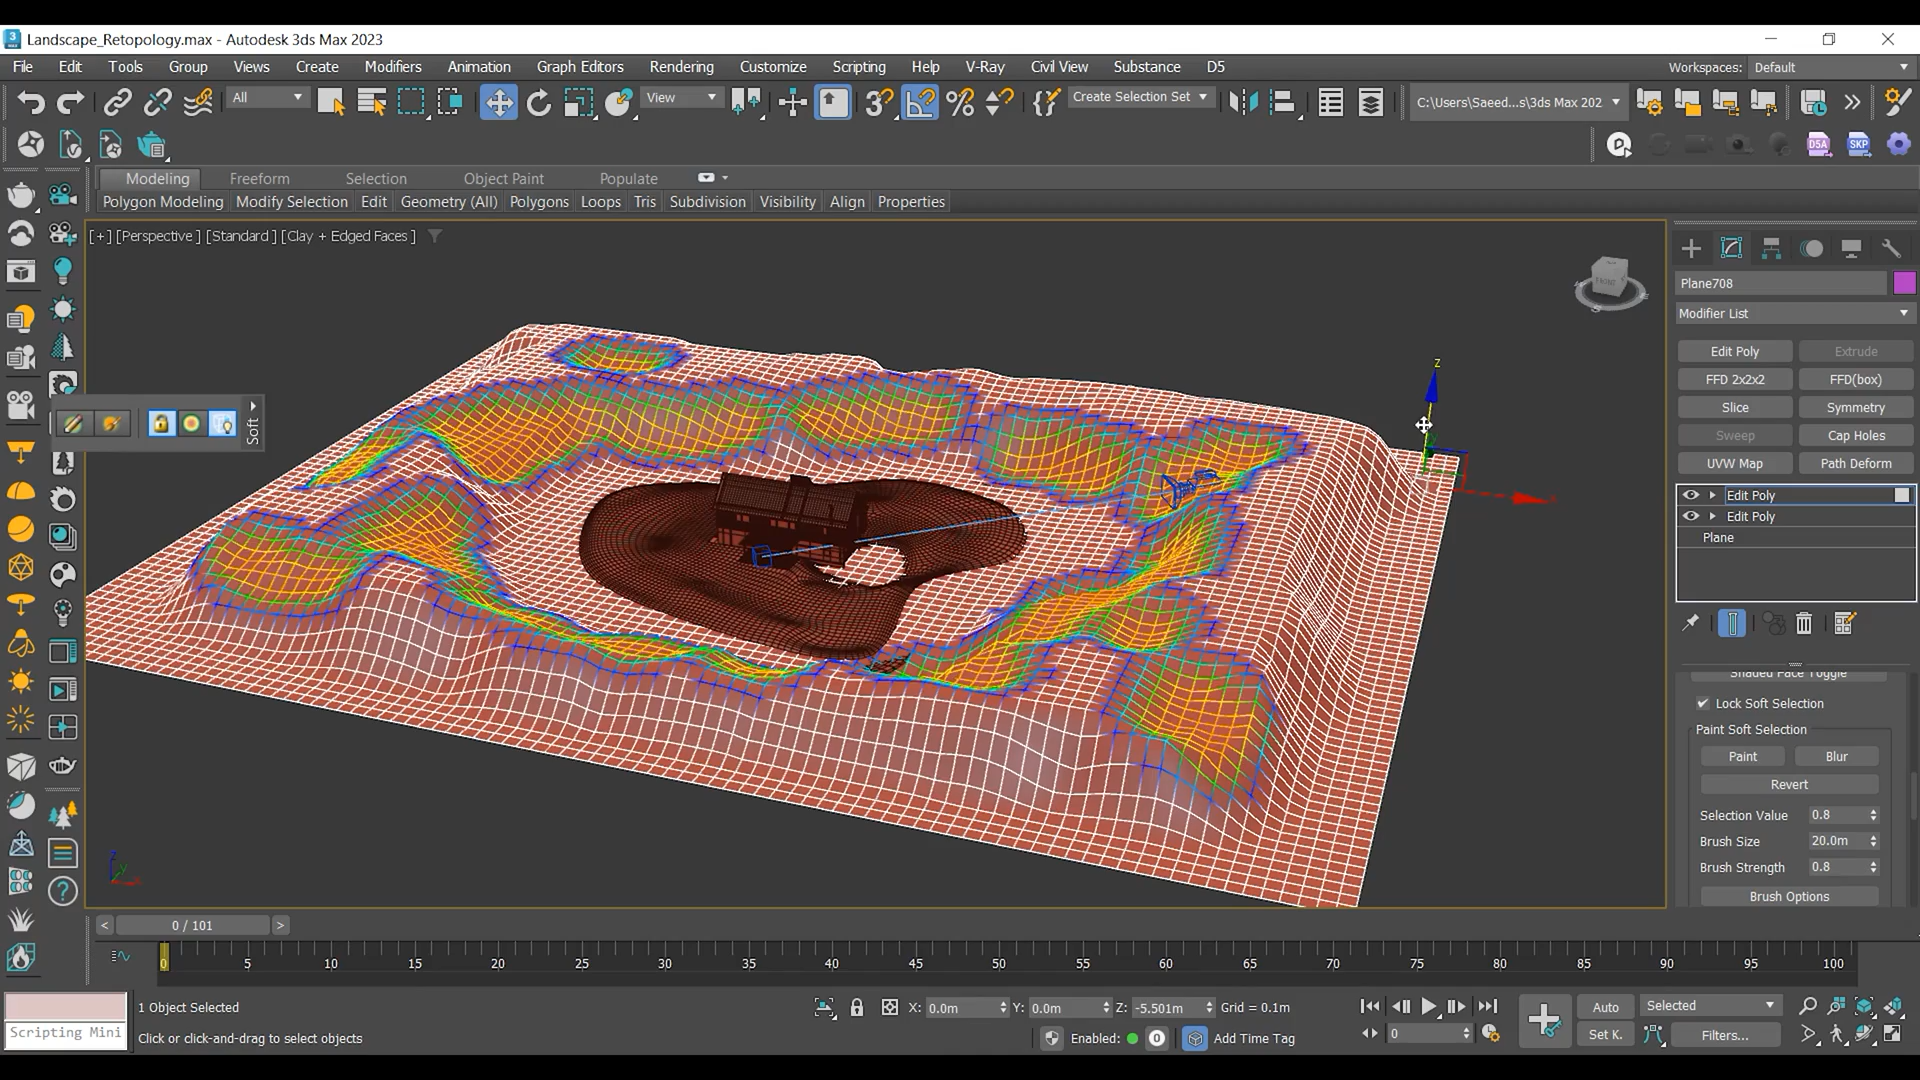 Landscape_Retopology.max - Autodesk 3ds Max 2023
File Edit Tools Group Views Create Modifiers Animation Graph Editors Rendering Customize Scripting Help V-Ray Civil View Substance D5 Workspaces: Default
All View Create Selection Set C:\Users\Saeed...s\3ds Max 202
D5A SKP
Modeling Freeform Selection Object Paint Populate
Polygon Modeling Modify Selection Edit Geometry (All) Polygons Loops Tris Subdivision Visibility Align Properties
[+] [Perspective ] [Standard ] [Clay + Edged Faces ]
FRONT
S
Plane708
Modifier List
Edit Poly Extrude
FFD 2x2x2 FFD(box)
Slice Symmetry
Sweep Cap Holes
UVW Map Path Deform
Edit Poly
Edit Poly
Plane
Soft
z
Shaded Face Toggle
Lock Soft Selection
Paint Soft Selection
Paint Blur
Revert
Selection Value 0.8
Brush Size 20.0m
Brush Strength 0.8
Brush Options
< 0 / 101 >
0 5 10 15 20 25 30 35 40 45 50 55 60 65 70 75 80 85 90 95 100
1 Object Selected X: 0.0m Y: 0.0m Z: -5.501m Grid = 0.1m Auto Selected
Scripting Mini Click or click-and-drag to select objects Enabled: 0 Add Time Tag 0 Set K. Filters...